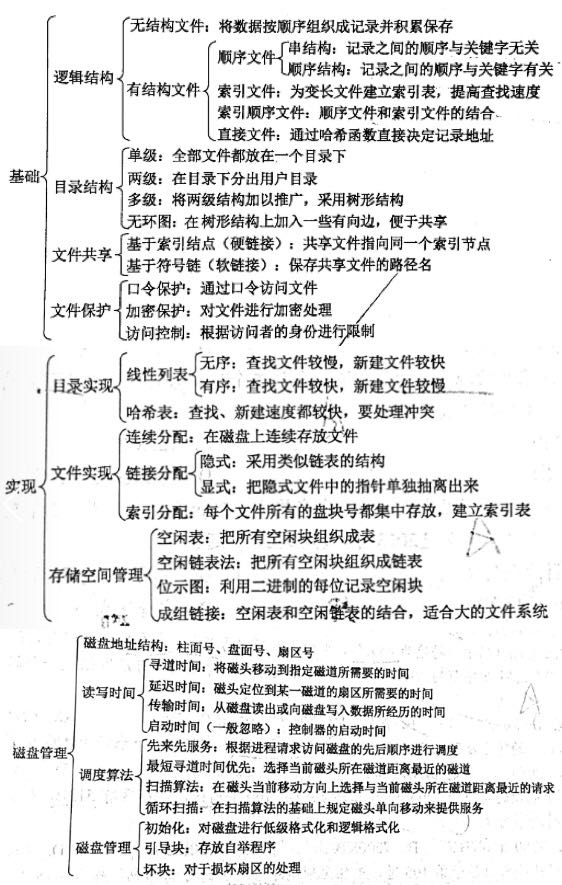 基础
逻辑结构
无结构文件：将数据按顺序组织成记录并积累保存
有结构文件
顺序文件
串结构：记录之间的顺序与关键字无关
顺序结构：记录之间的顺序与关键字有关
索引文件：为变长文件建立索引表，提高查找速度
索引顺序文件：顺序文件和索引文件的结合
直接文件：通过哈希函数直接决定记录地址
目录结构
单级：全部文件都放在一个目录下
两级：在目录下分出用户目录
多级：将两级结构加以推广，采用树形结构
无环图：在树形结构上加入一些有向边，便于共享
文件共享
基于索引结点（硬链接）：共享文件指向同一个索引节点
基于符号链（软链接）：保存共享文件的路径名
文件保护
口令保护：通过口令访问文件
加密保护：对文件进行加密处理
访问控制：根据访问者的身份进行限制
实现
目录实现
线性列表
无序：查找文件较慢，新建文件较快
有序：查找文件较快，新建文件较慢
哈希表：查找、新建速度都较快，要处理冲突
文件实现
连续分配：在磁盘上连续存放文件
链接分配
隐式：采用类似链表的结构
显式：把隐式文件中的指针单独抽离出来
索引分配：每个文件所有的盘块号都集中存放，建立索引表
存储空间管理
空闲表：把所有空闲块组织成表
空闲链表法：把所有空闲块组织成链表
位示图：利用二进制的每位记录空闲块
成组链接：空闲表和空闲链表的结合，适合大的文件系统
磁盘管理
磁盘地址结构：柱面号、盘面号、扇区号
读写时间
寻道时间：将磁头移动到指定磁道所需要的时间
延迟时间：磁头定位到某一磁道的扇区所需要的时间
传输时间：从磁盘读出或向磁盘写入数据所经历的时间
启动时间（一般忽略）：控制器的启动时间
调度算法
先来先服务：根据进程请求访问磁盘的先后顺序进行调度
最短寻道时间优先：选择当前磁头所在磁道距离最近的磁道
扫描算法：在磁头当前移动方向上选择与当前磁头所在磁道距离最近的请求
循环扫描：在扫描算法的基础上规定磁头单向移动来提供服务
磁盘管理
初始化：对磁盘进行低级格式化和逻辑格式化
引导块：存放自举程序
坏块：对于损坏扇区的处理